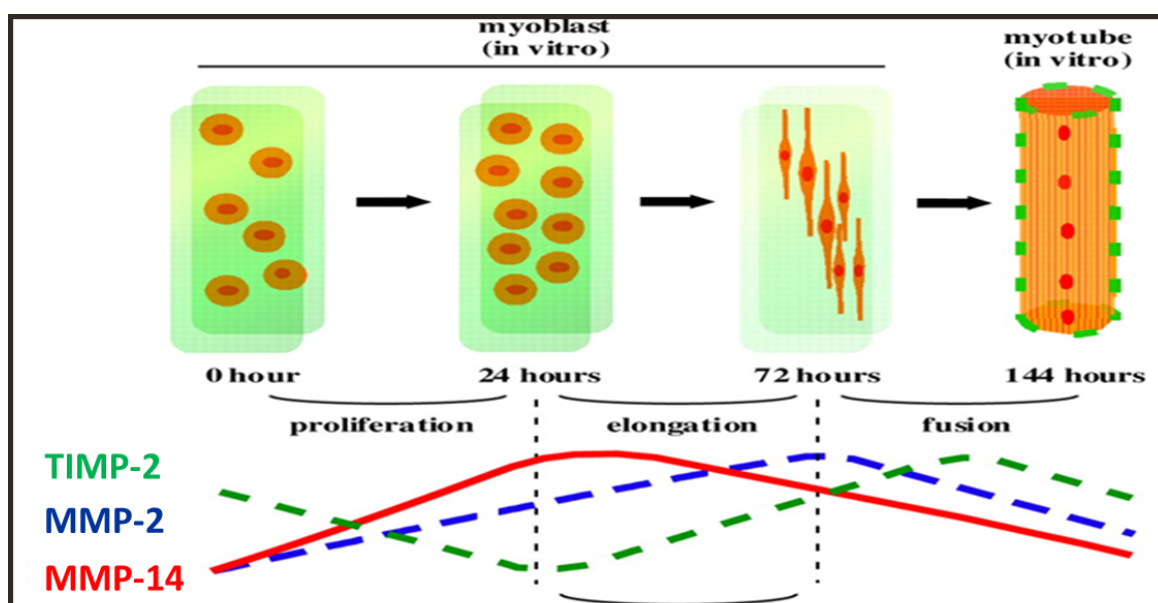 myoblast
(in vitro)
myotube
(in vitro)
0 hour
24 hours
72 hours
144 hours
proliferation
elongation
fusion
TIMP-2
MMP-2
MMP-14